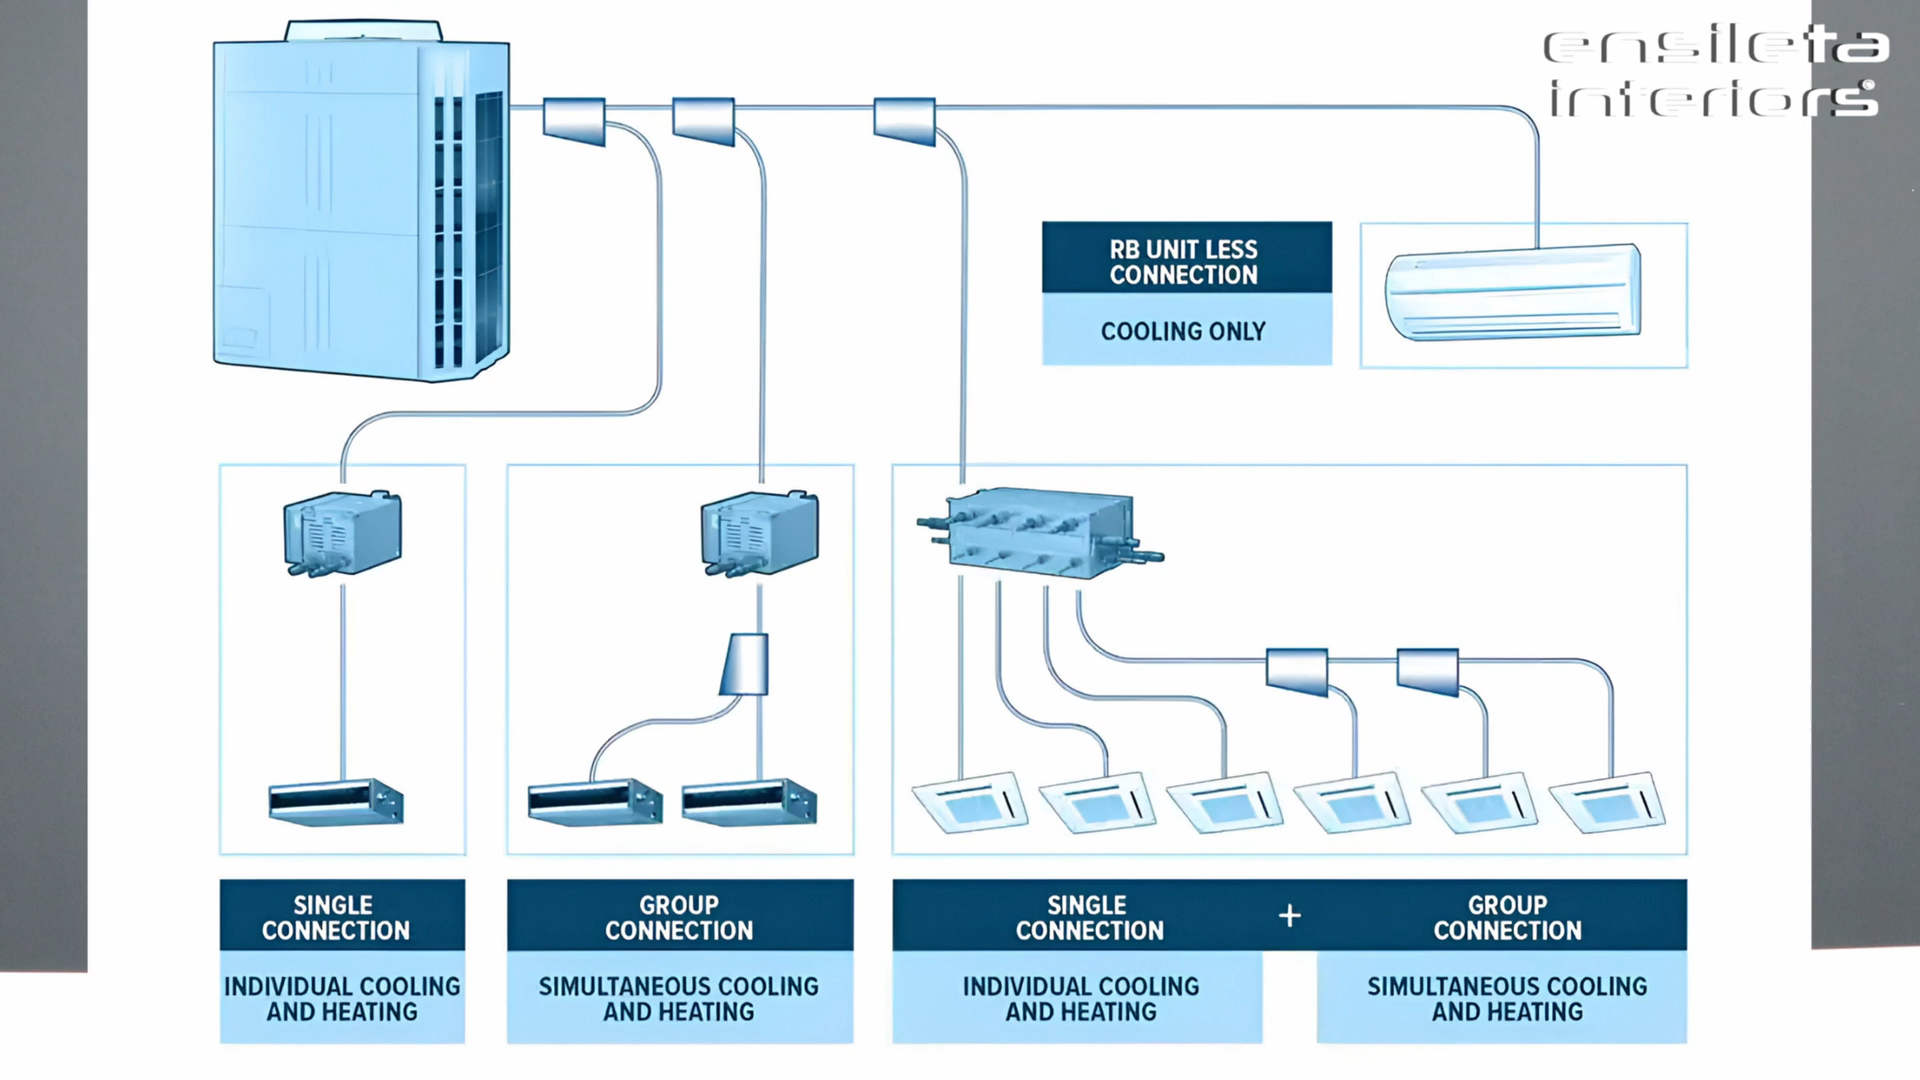 ensileta
interiors
RB UNIT LESS
CONNECTION
COOLING ONLY
SINGLE
CONNECTION
INDIVIDUAL COOLING
AND HEATING
GROUP
CONNECTION
SIMULTANEOUS COOLING
AND HEATING
SINGLE
CONNECTION
+
GROUP
CONNECTION
INDIVIDUAL COOLING
AND HEATING
SIMULTANEOUS COOLING
AND HEATING